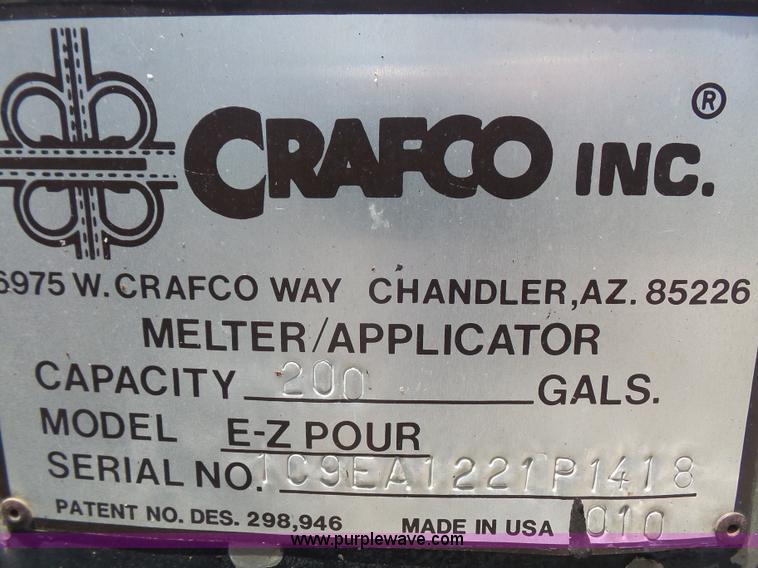 CRAFCO INC. ®
6975 W. CRAFCO WAY CHANDLER, AZ. 85226
MELTER/APPLICATOR
CAPACITY 200 GALS.
MODEL E-Z POUR
SERIAL NO. 1C9EA1221P1418
010
PATENT NO. DES. 298,946 MADE IN USA
www.purplewave.com